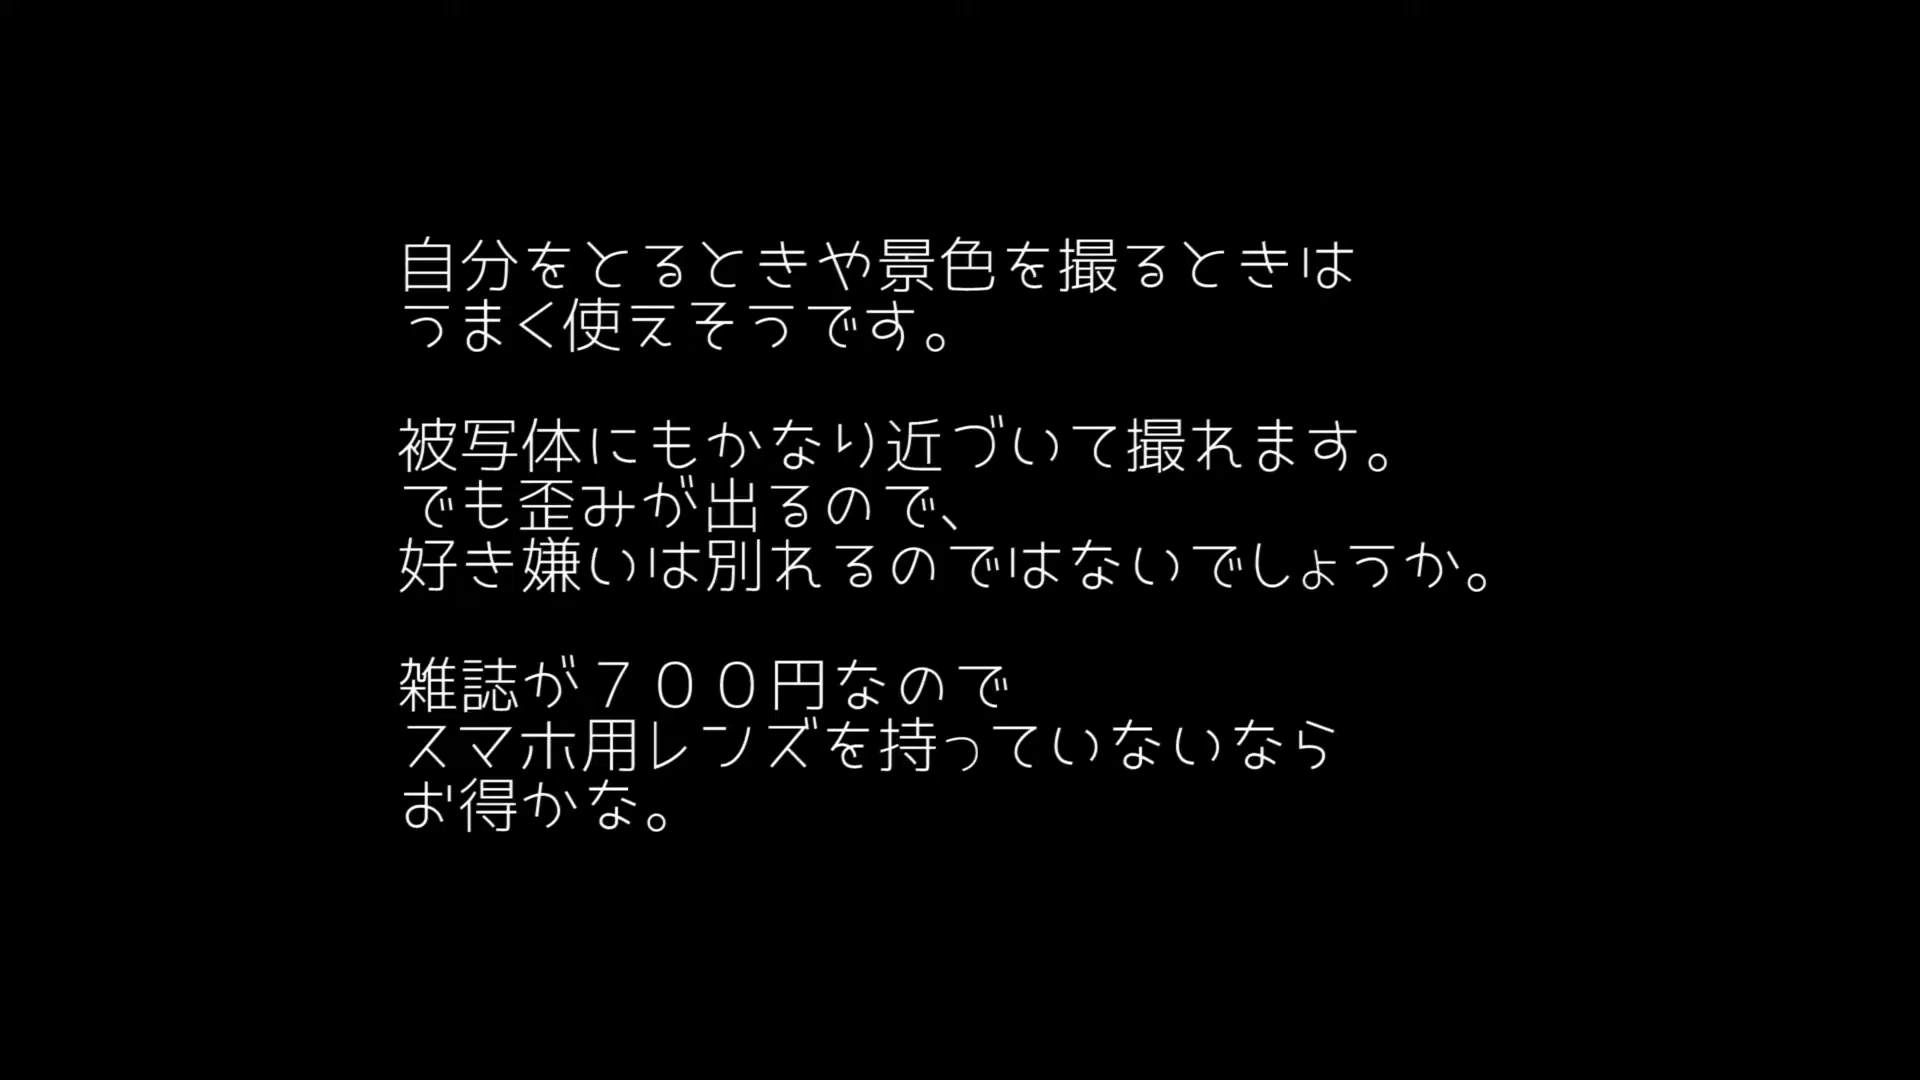 自分をとるときや景色を撮るときは
うまく使えそうです。
被写体にもかなり近づいて撮れます。
でも歪みが出るので、
好き嫌いは別れるのではないでしょうか。
雑誌が７００円なので
スマホ用レンズを持っていないなら
お得かな。